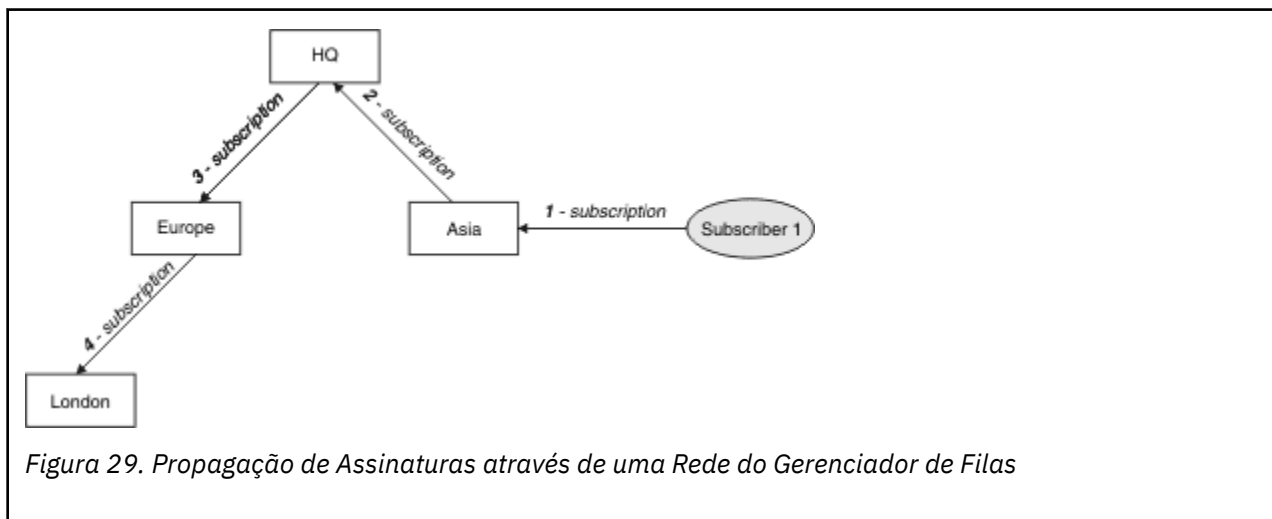 HQ
3 - subscription
2 - subscription
Europe
Asia
1 - subscription
Subscriber 1
4 - subscription
London
Figura 29. Propagação de Assinaturas através de uma Rede do Gerenciador de Filas